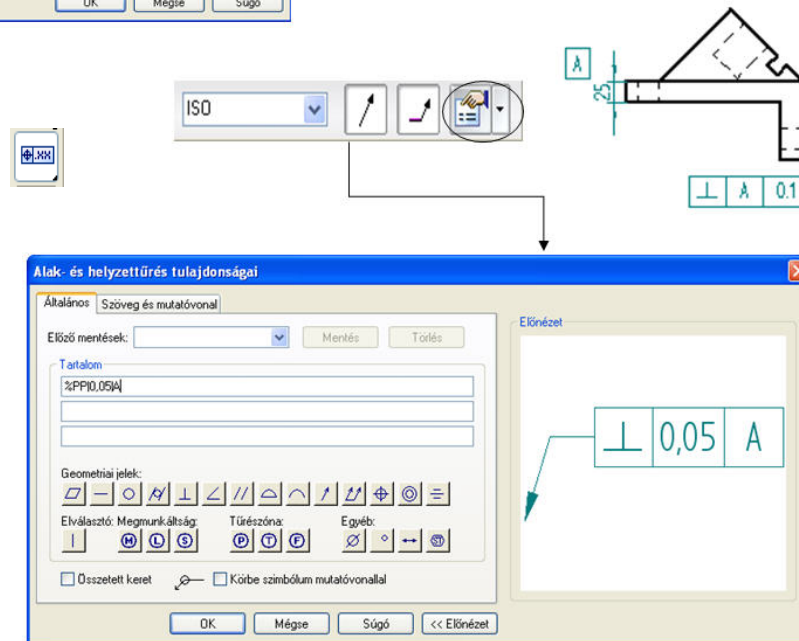 OK Mégse Súgó
ISO
A
25
.XX
⊥ A 0.1
Alak- és helyzettűrés tulajdonságai
Általános Szöveg és mutatóvonal
Előző mentések: Mentés Törlés
Tartalom
%PP|0,05|A
Geometriai jelek:
Elválasztó: Megmunkáltság: Tűrészóna: Egyéb:
M L S P T F Ø ° ST
Összetett keret Körbe szimbólum mutatóvonallal
OK Mégse Súgó << Előnézet
Előnézet
⊥ 0,05 A